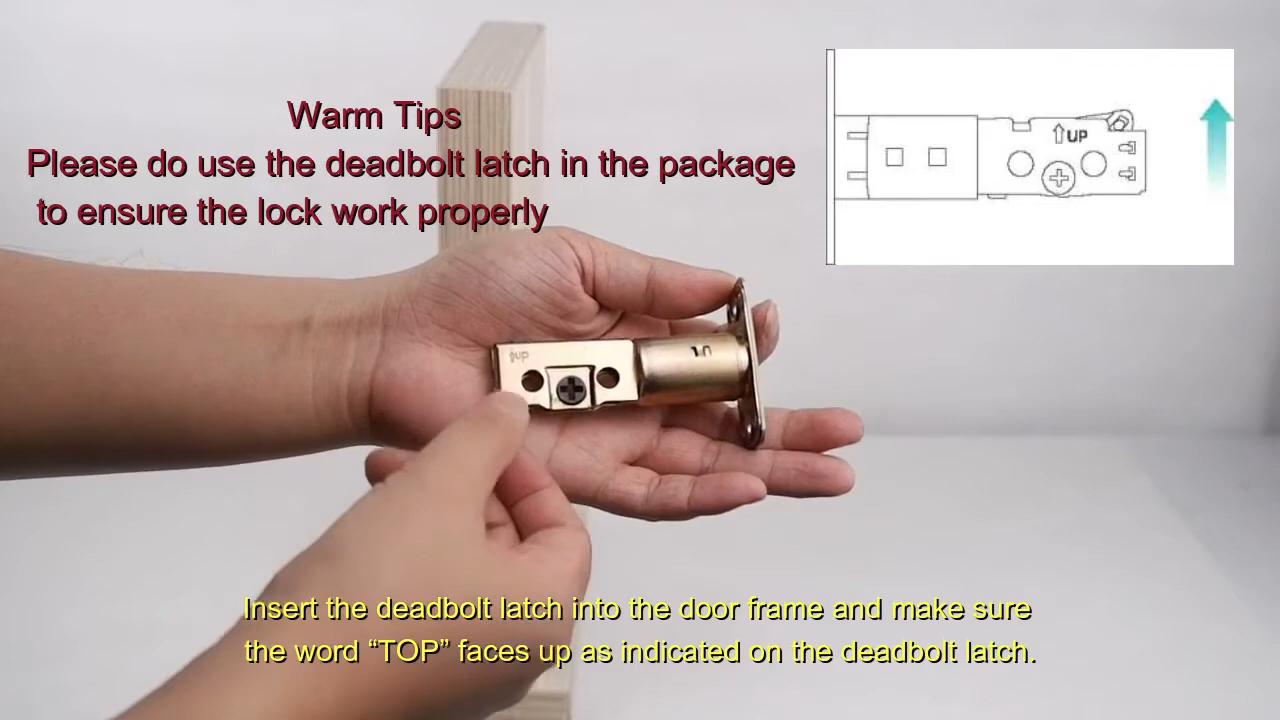 Warm Tips
Please do use the deadbolt latch in the package
to ensure the lock work properly
UP
Insert the deadbolt latch into the door frame and make sure
the word “TOP” faces up as indicated on the deadbolt latch.